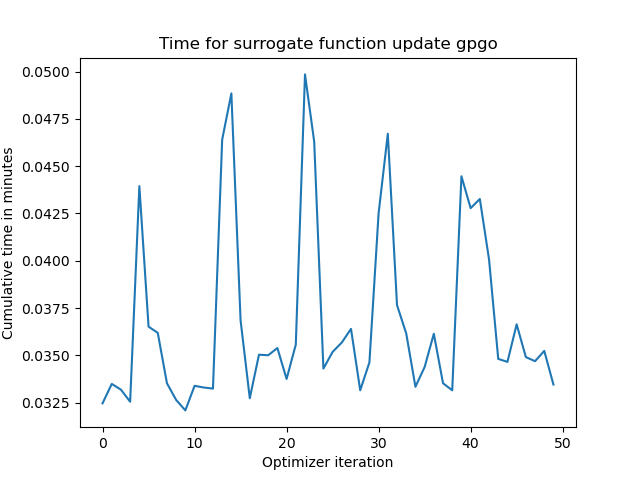 Time for surrogate function update gpgo
0.0500
0.0475
0.0450
0.0425
0.0400
0.0375
0.0350
0.0325
Cumulative time in minutes
0 10 20 30 40 50
Optimizer iteration